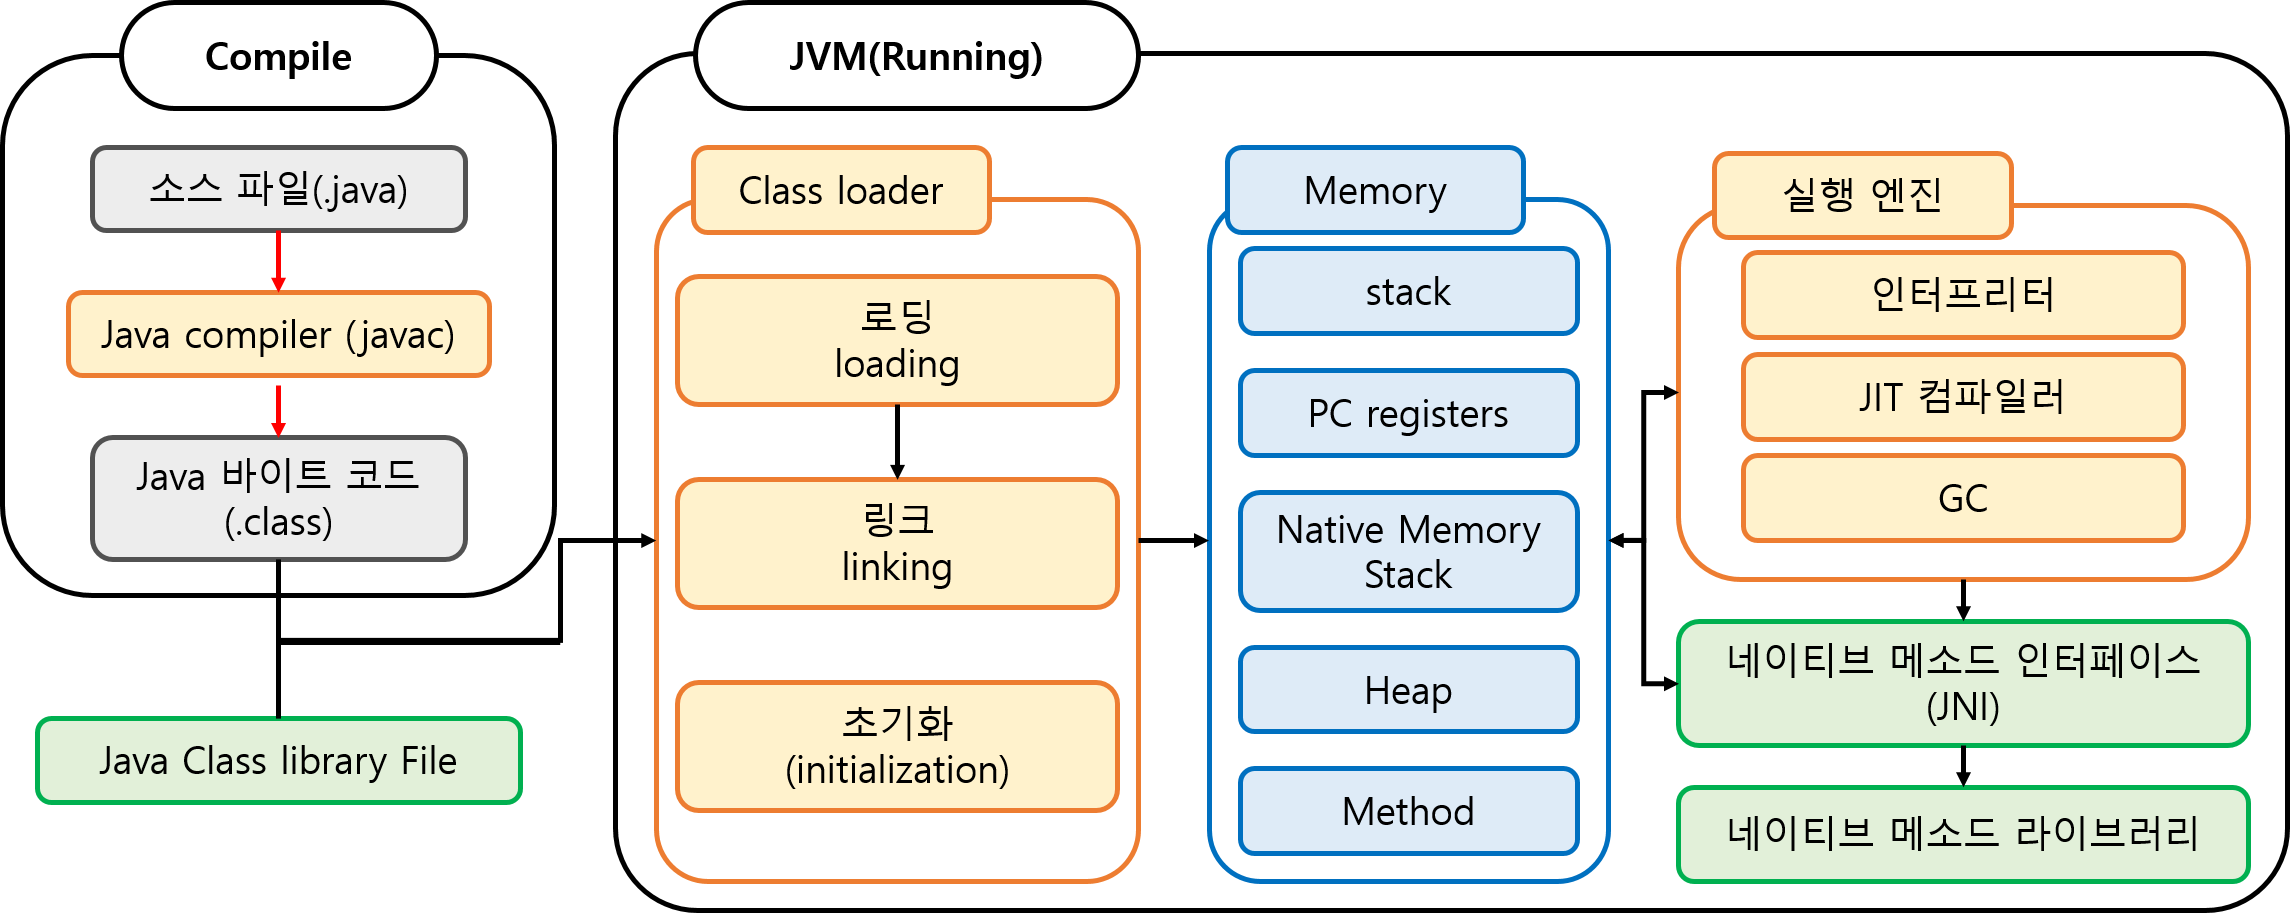 Compile
소스 파일(.java)
Java compiler (javac)
Java 바이트 코드
(.class)
Java Class library File
JVM(Running)
Class loader
로딩
loading
링크
linking
초기화
(initialization)
Memory
stack
PC registers
Native Memory
Stack
Heap
Method
실행 엔진
인터프리터
JIT 컴파일러
GC
네이티브 메소드 인터페이스
(JNI)
네이티브 메소드 라이브러리